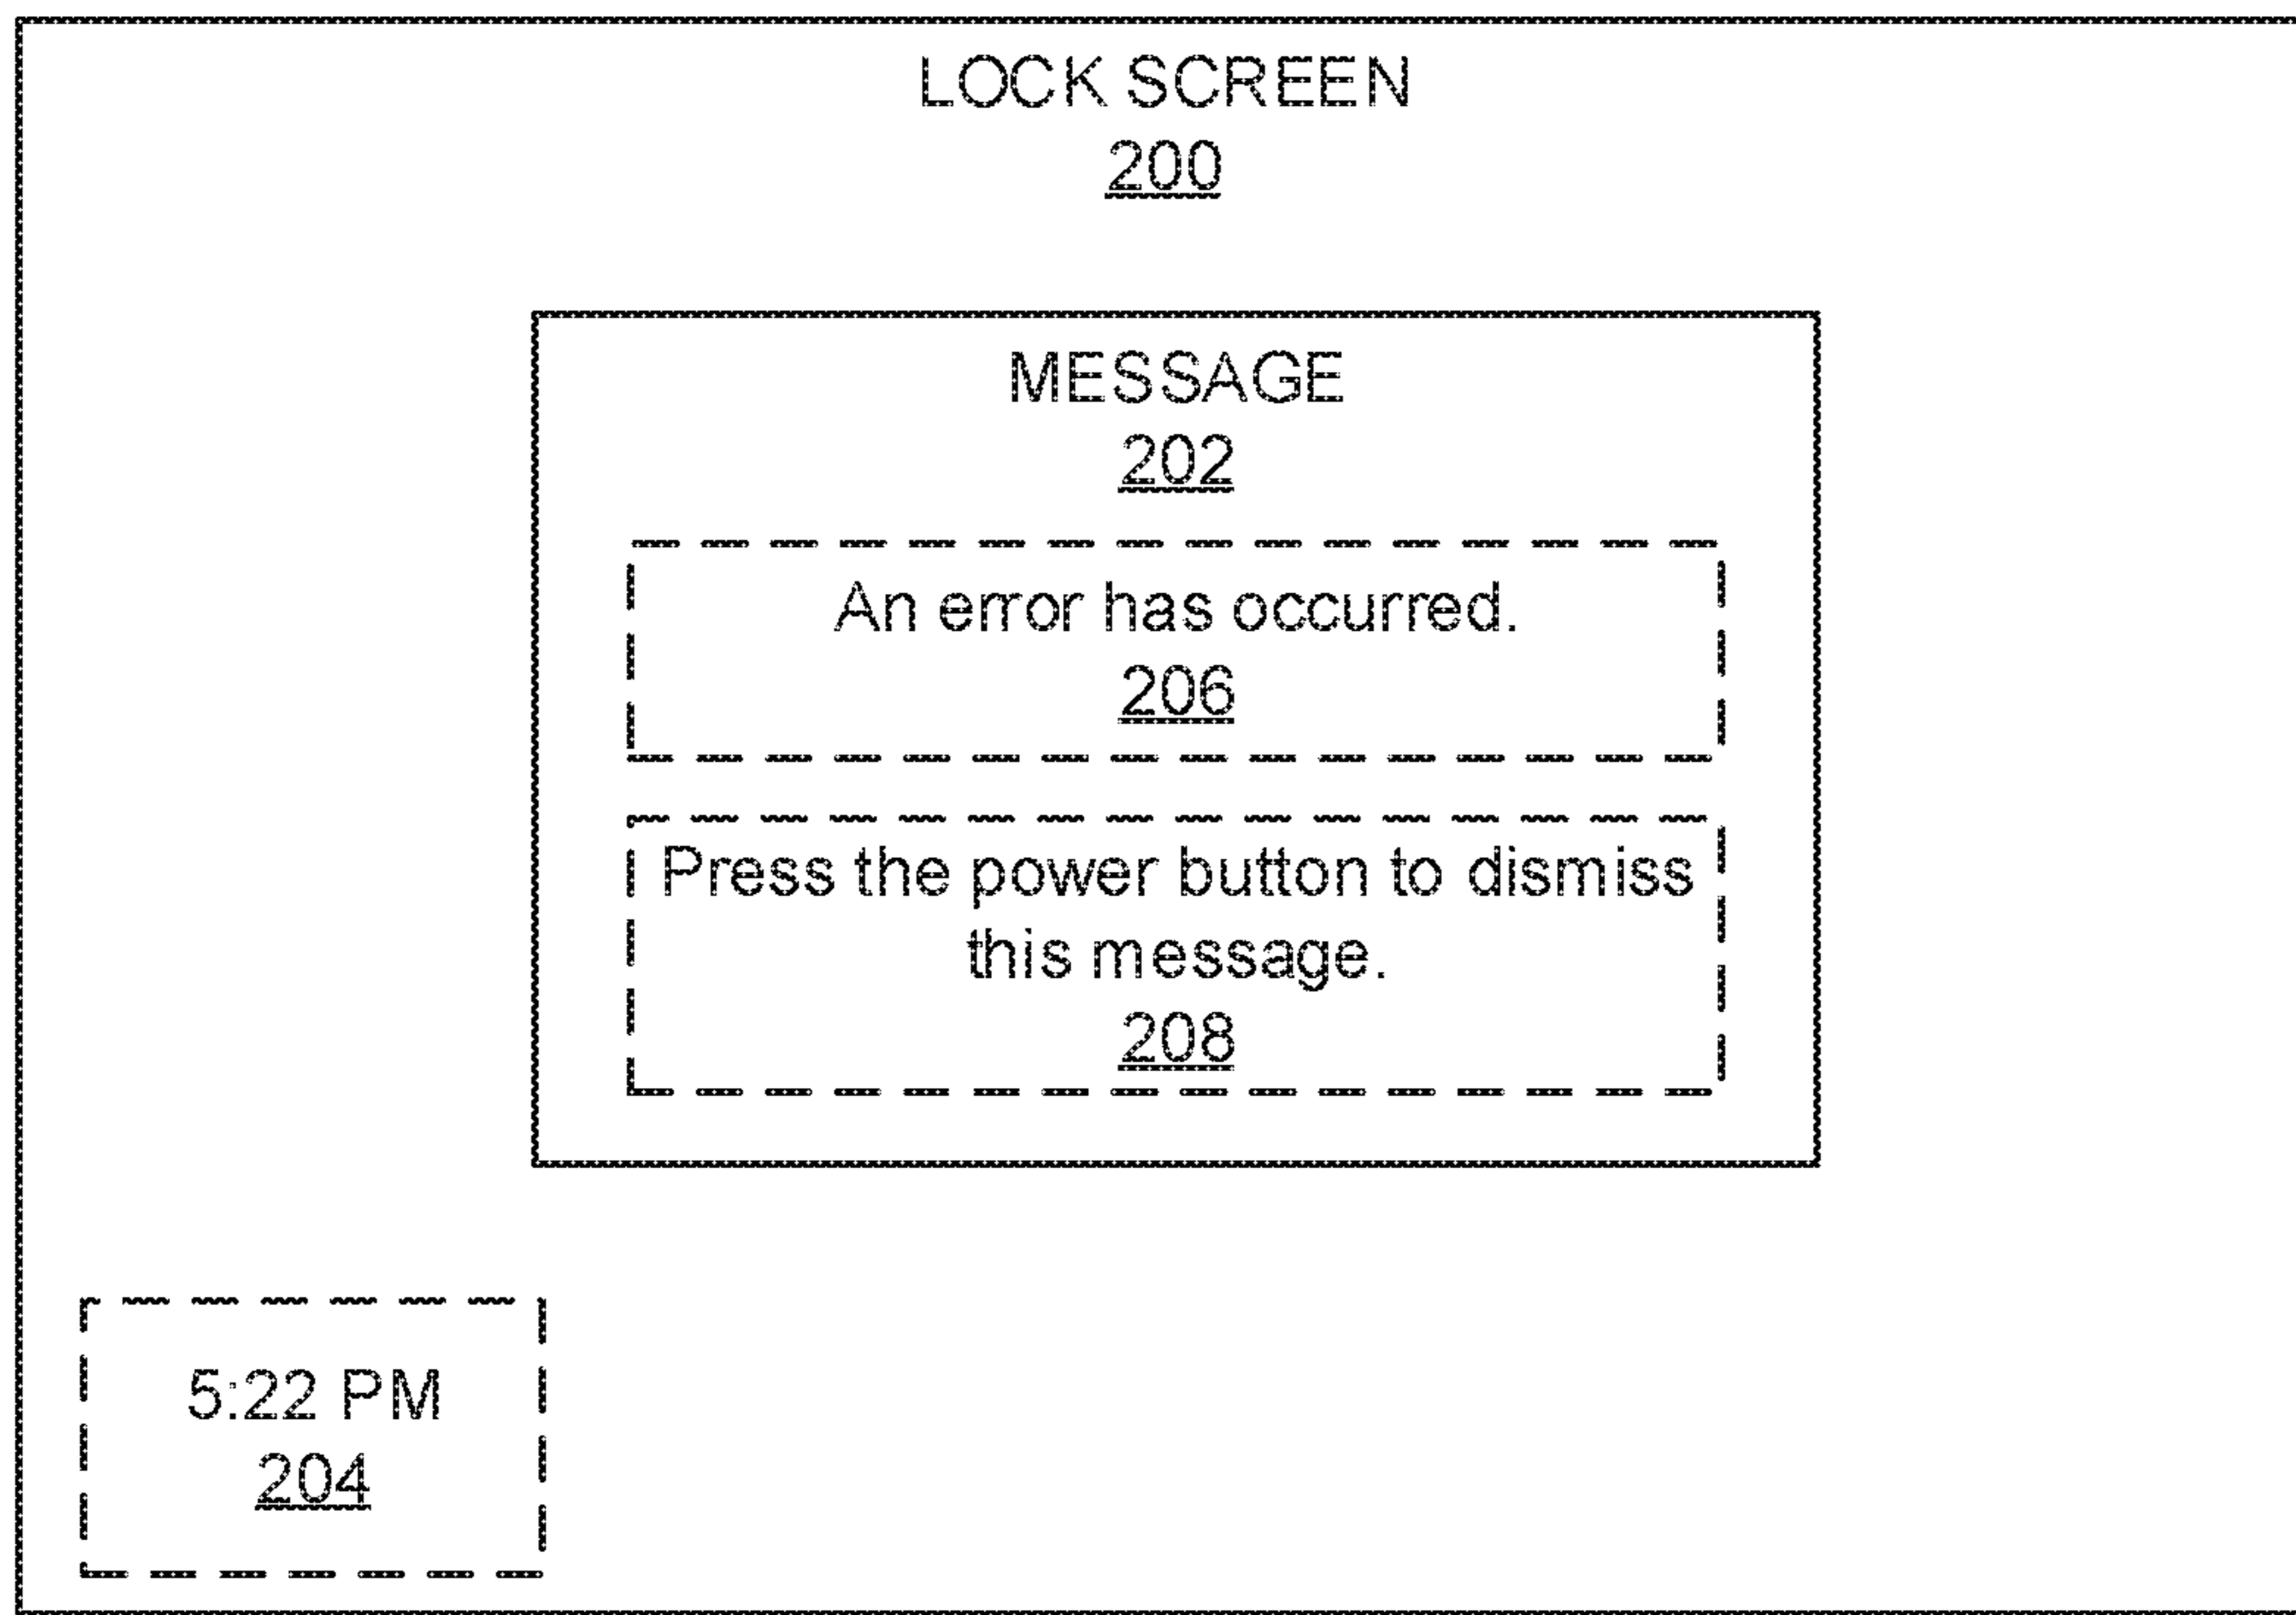 LOCK SCREEN
200
MESSAGE
202
An error has occurred.
206
Press the power button to dismiss
this message.
208
5:22 PM
204